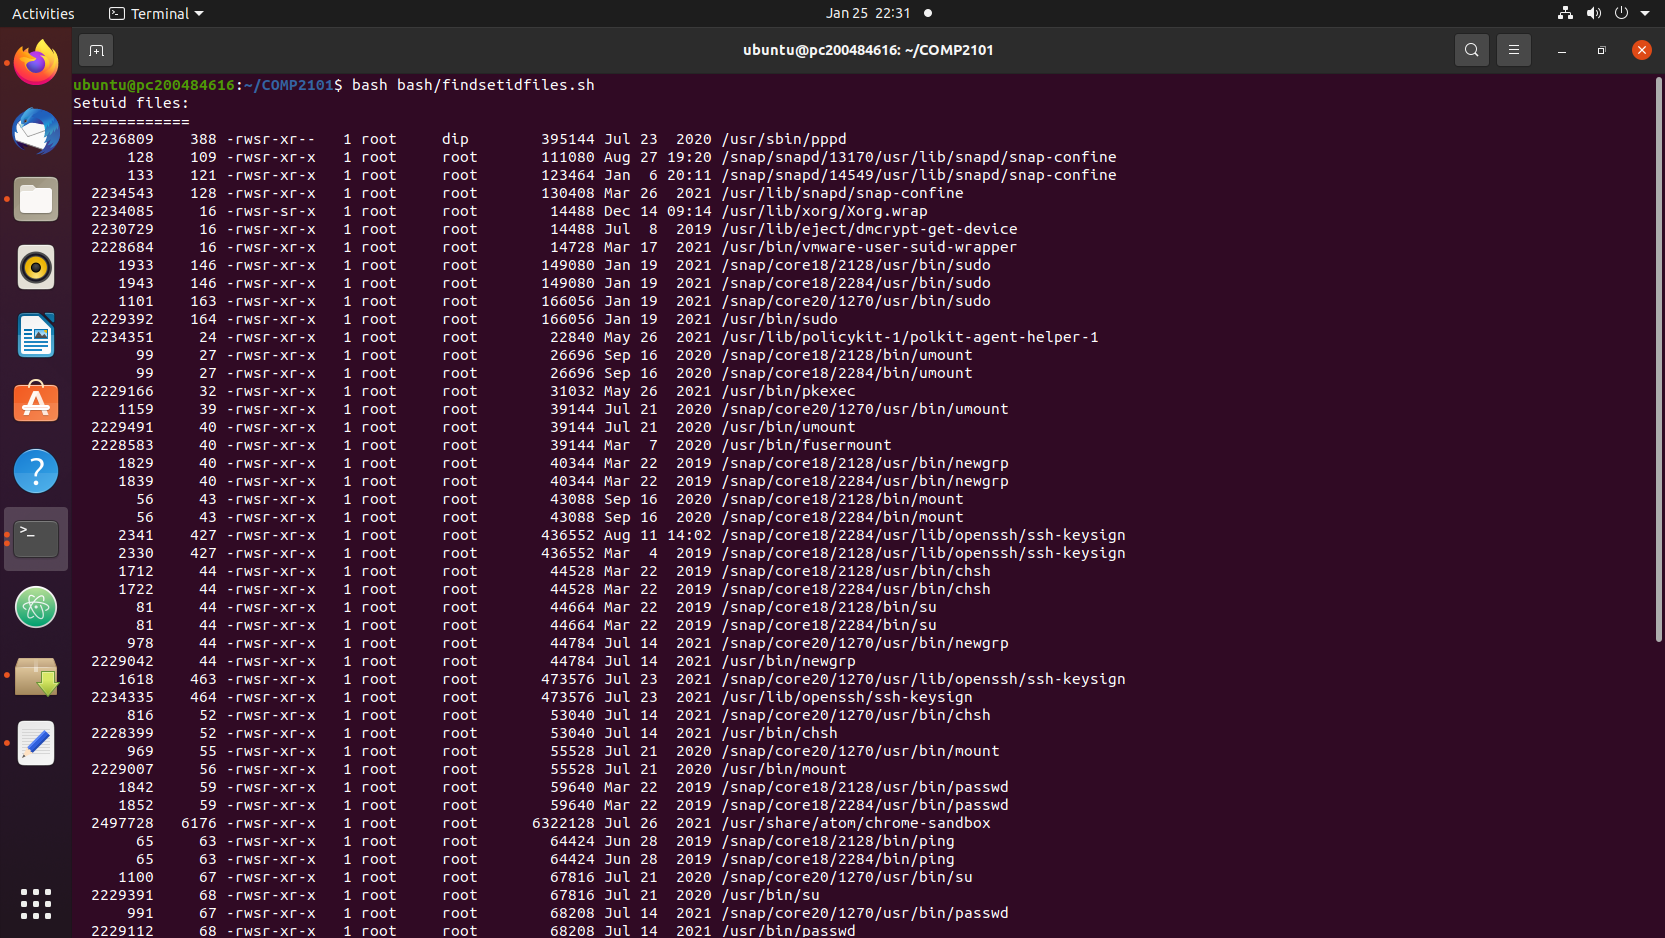 Activities Terminal Jan 25 22:31
ubuntu@pc200484616: ~/COMP2101
ubuntu@pc200484616:~/COMP2101$ bash bash/findsetidfiles.sh
Setuid files:
=============
2236809 388 -rwsr-xr-- 1 root dip 395144 Jul 23 2020 /usr/sbin/pppd
128 109 -rwsr-xr-x 1 root root 111080 Aug 27 19:20 /snap/snapd/13170/usr/lib/snapd/snap-confine
133 121 -rwsr-xr-x 1 root root 123464 Jan 6 20:11 /snap/snapd/14549/usr/lib/snapd/snap-confine
2234543 128 -rwsr-xr-x 1 root root 130408 Mar 26 2021 /usr/lib/snapd/snap-confine
2234085 16 -rwsr-sr-x 1 root root 14488 Dec 14 09:14 /usr/lib/xorg/Xorg.wrap
2230729 16 -rwsr-xr-x 1 root root 14488 Jul 8 2019 /usr/lib/eject/dmcrypt-get-device
2228684 16 -rwsr-xr-x 1 root root 14728 Mar 17 2021 /usr/bin/vmware-user-suid-wrapper
1933 146 -rwsr-xr-x 1 root root 149080 Jan 19 2021 /snap/core18/2128/usr/bin/sudo
1943 146 -rwsr-xr-x 1 root root 149080 Jan 19 2021 /snap/core18/2284/usr/bin/sudo
1101 163 -rwsr-xr-x 1 root root 166056 Jan 19 2021 /snap/core20/1270/usr/bin/sudo
2229392 164 -rwsr-xr-x 1 root root 166056 Jan 19 2021 /usr/bin/sudo
2234351 24 -rwsr-xr-x 1 root root 22840 May 26 2021 /usr/lib/policykit-1/polkit-agent-helper-1
99 27 -rwsr-xr-x 1 root root 26696 Sep 16 2020 /snap/core18/2128/bin/umount
99 27 -rwsr-xr-x 1 root root 26696 Sep 16 2020 /snap/core18/2284/bin/umount
2229166 32 -rwsr-xr-x 1 root root 31032 May 26 2021 /usr/bin/pkexec
1159 39 -rwsr-xr-x 1 root root 39144 Jul 21 2020 /snap/core20/1270/usr/bin/umount
2229491 40 -rwsr-xr-x 1 root root 39144 Jul 21 2020 /usr/bin/umount
2228583 40 -rwsr-xr-x 1 root root 39144 Mar 7 2020 /usr/bin/fusermount
1829 40 -rwsr-xr-x 1 root root 40344 Mar 22 2019 /snap/core18/2128/usr/bin/newgrp
1839 40 -rwsr-xr-x 1 root root 40344 Mar 22 2019 /snap/core18/2284/usr/bin/newgrp
56 43 -rwsr-xr-x 1 root root 43088 Sep 16 2020 /snap/core18/2128/bin/mount
56 43 -rwsr-xr-x 1 root root 43088 Sep 16 2020 /snap/core18/2284/bin/mount
2341 427 -rwsr-xr-x 1 root root 436552 Aug 11 14:02 /snap/core18/2284/usr/lib/openssh/ssh-keysign
2330 427 -rwsr-xr-x 1 root root 436552 Mar 4 2019 /snap/core18/2128/usr/lib/openssh/ssh-keysign
1712 44 -rwsr-xr-x 1 root root 44528 Mar 22 2019 /snap/core18/2128/usr/bin/chsh
1722 44 -rwsr-xr-x 1 root root 44528 Mar 22 2019 /snap/core18/2284/usr/bin/chsh
81 44 -rwsr-xr-x 1 root root 44664 Mar 22 2019 /snap/core18/2128/bin/su
81 44 -rwsr-xr-x 1 root root 44664 Mar 22 2019 /snap/core18/2284/bin/su
978 44 -rwsr-xr-x 1 root root 44784 Jul 14 2021 /snap/core20/1270/usr/bin/newgrp
2229042 44 -rwsr-xr-x 1 root root 44784 Jul 14 2021 /usr/bin/newgrp
1618 463 -rwsr-xr-x 1 root root 473576 Jul 23 2021 /snap/core20/1270/usr/lib/openssh/ssh-keysign
2234335 464 -rwsr-xr-x 1 root root 473576 Jul 23 2021 /usr/lib/openssh/ssh-keysign
816 52 -rwsr-xr-x 1 root root 53040 Jul 14 2021 /snap/core20/1270/usr/bin/chsh
2228399 52 -rwsr-xr-x 1 root root 53040 Jul 14 2021 /usr/bin/chsh
969 55 -rwsr-xr-x 1 root root 55528 Jul 21 2020 /snap/core20/1270/usr/bin/mount
2229007 56 -rwsr-xr-x 1 root root 55528 Jul 21 2020 /usr/bin/mount
1842 59 -rwsr-xr-x 1 root root 59640 Mar 22 2019 /snap/core18/2128/usr/bin/passwd
1852 59 -rwsr-xr-x 1 root root 59640 Mar 22 2019 /snap/core18/2284/usr/bin/passwd
2497728 6176 -rwsr-xr-x 1 root root 6322128 Jul 26 2021 /usr/share/atom/chrome-sandbox
65 63 -rwsr-xr-x 1 root root 64424 Jun 28 2019 /snap/core18/2128/bin/ping
65 63 -rwsr-xr-x 1 root root 64424 Jun 28 2019 /snap/core18/2284/bin/ping
1100 67 -rwsr-xr-x 1 root root 67816 Jul 21 2020 /snap/core20/1270/usr/bin/su
2229391 68 -rwsr-xr-x 1 root root 67816 Jul 21 2020 /usr/bin/su
991 67 -rwsr-xr-x 1 root root 68208 Jul 14 2021 /snap/core20/1270/usr/bin/passwd
2229112 68 -rwsr-xr-x 1 root root 68208 Jul 14 2021 /usr/bin/passwd